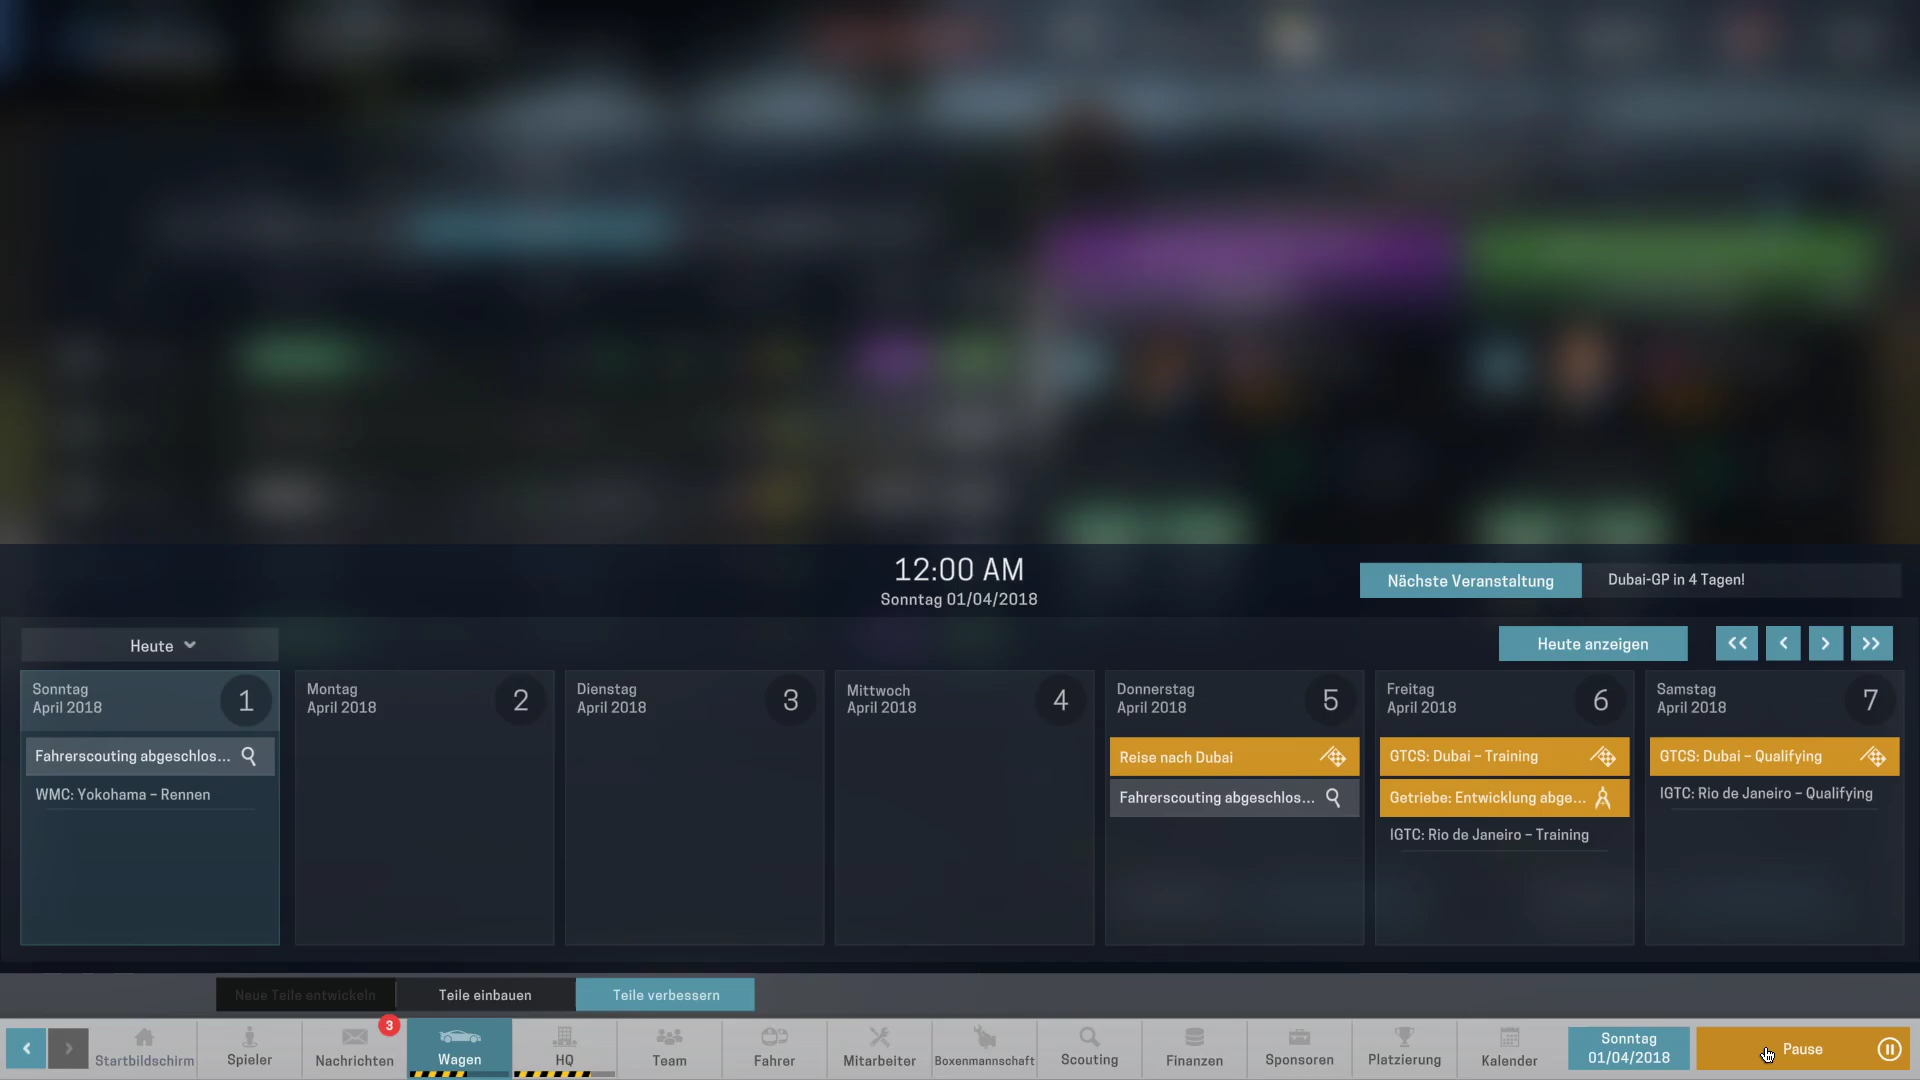 12:00 AM
Sonntag 01/04/2018
Nächste Veranstaltung
Dubai-GP in 4 Tagen!
Heute
Heute anzeigen
Sonntag
April 2018
1
Fahrerscouting abgeschlos...
WMC: Yokohama – Rennen
Montag
April 2018
2
Dienstag
April 2018
3
Mittwoch
April 2018
4
Donnerstag
April 2018
5
Reise nach Dubai
Fahrerscouting abgeschlos...
Freitag
April 2018
6
GTCS: Dubai – Training
Getriebe: Entwicklung abge...
IGTC: Rio de Janeiro – Training
Samstag
April 2018
7
GTCS: Dubai – Qualifying
IGTC: Rio de Janeiro – Qualifying
Neue Teile entwickeln
Teile einbauen
Teile verbessern
Startbildschirm
Spieler
3
Nachrichten
Wagen
HQ
Team
Fahrer
Mitarbeiter
Boxenmannschaft
Scouting
Finanzen
Sponsoren
Platzierung
Kalender
Sonntag
01/04/2018
Pause